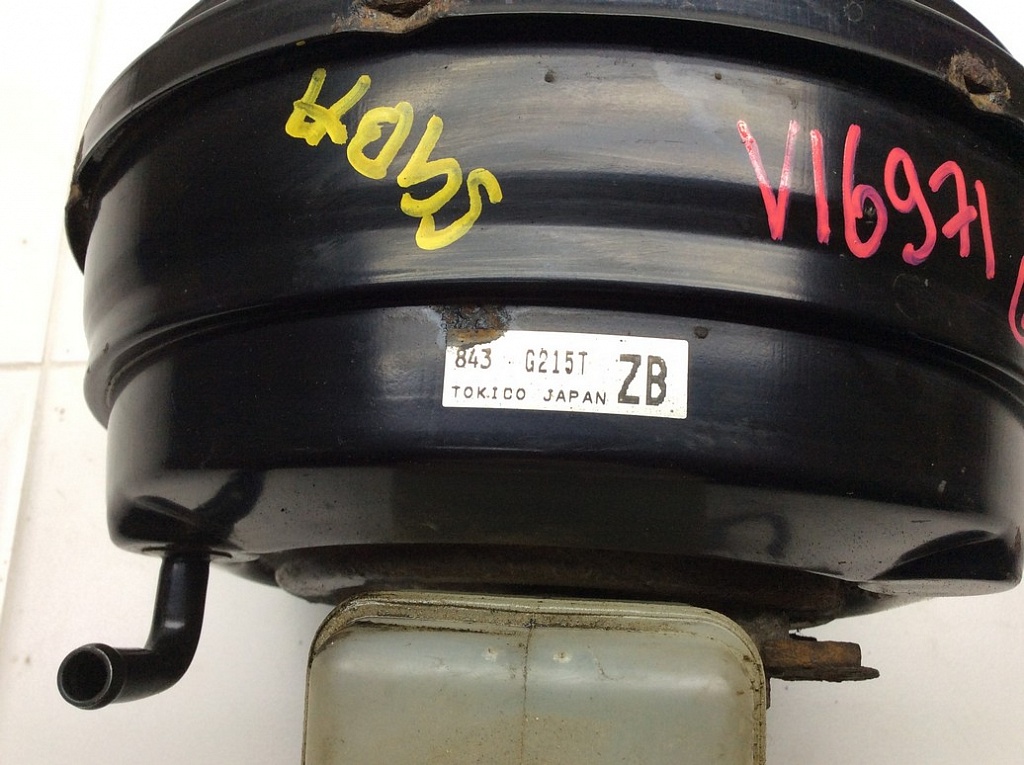 V16971
843 G215T ZB
TOKICO JAPAN